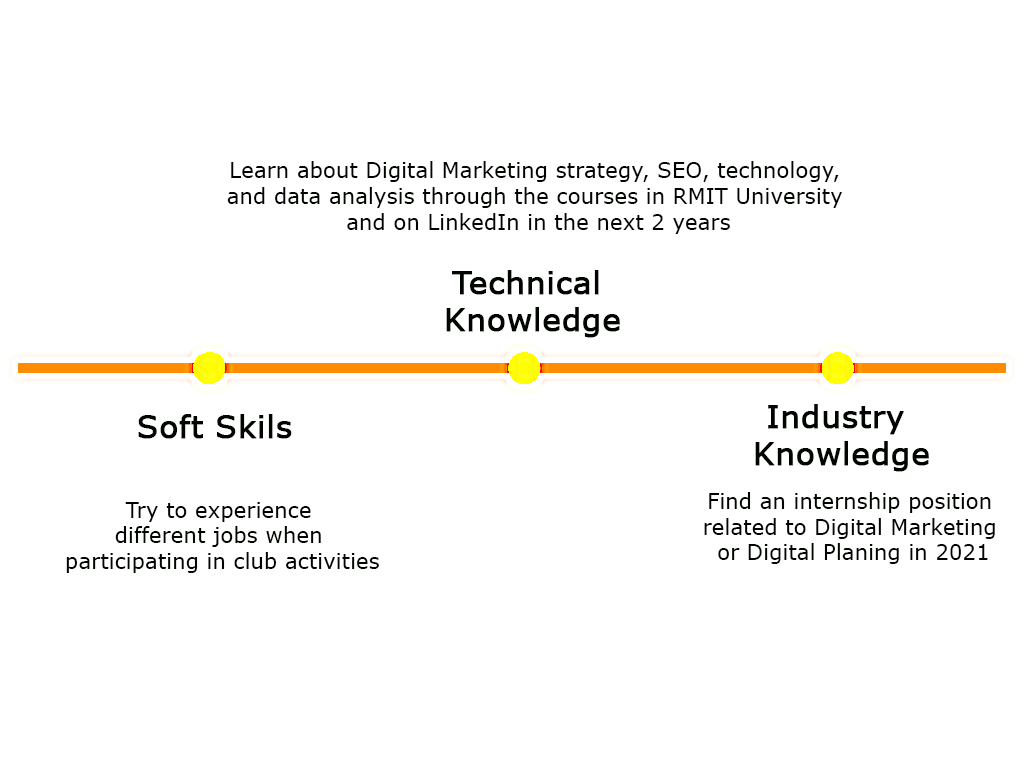 Learn about Digital Marketing strategy, SEO, technology,
and data analysis through the courses in RMIT University
and on LinkedIn in the next 2 years
Technical
Knowledge
Soft Skils
Try to experience
different jobs when
participating in club activities
Industry
Knowledge
Find an internship position
related to Digital Marketing
or Digital Planing in 2021